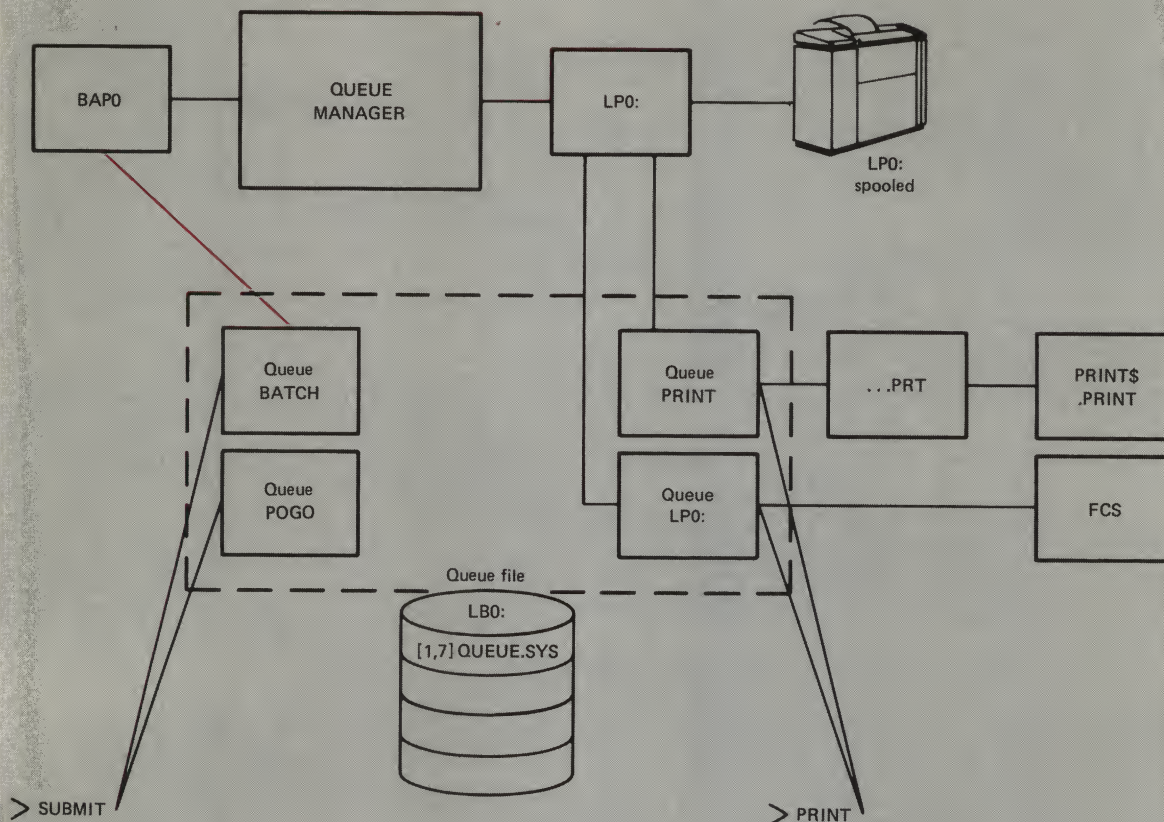 BAP0
QUEUE
MANAGER
LP0:
LP0:
spooled
Queue
BATCH
Queue
PRINT
...PRT
PRINT$
.PRINT
Queue
POGO
Queue
LP0:
FCS
Queue file
LB0:
[1,7]QUEUE.SYS
> SUBMIT
> PRINT